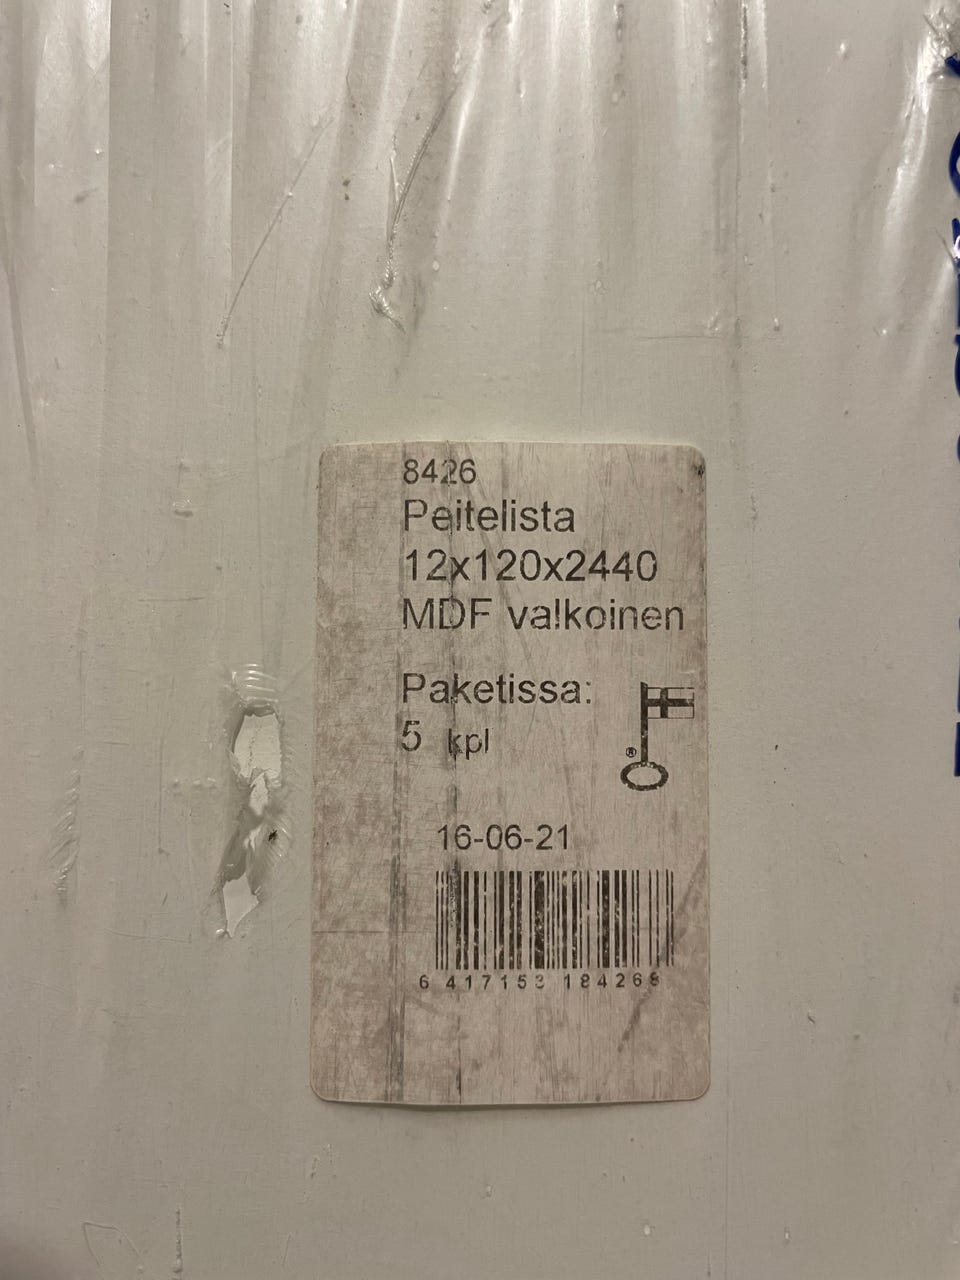 8426
Peitelista
12x120x2440
MDF valkoinen
Paketissa:
5 kpl
®
16-06-21
6 417153 184268